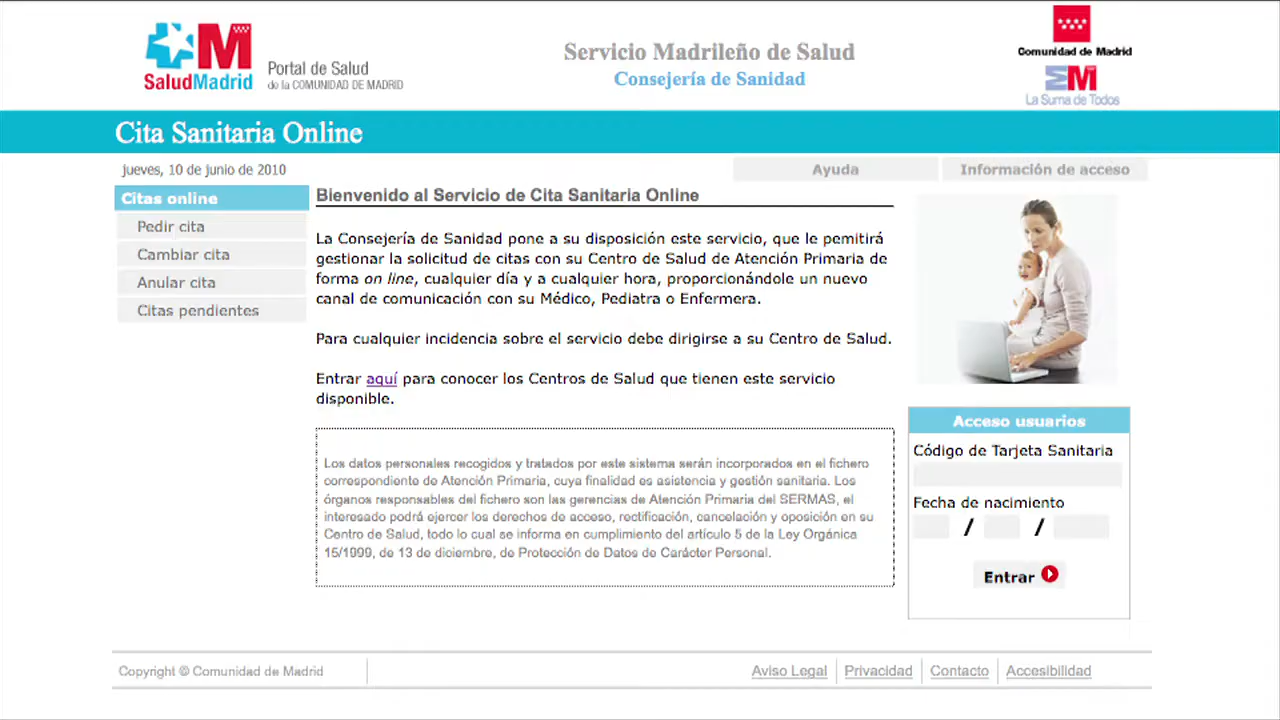 SaludMadrid
Portal de Salud
de la COMUNIDAD DE MADRID
Servicio Madrileño de Salud
Consejería de Sanidad
Comunidad de Madrid
EM
La Suma de Todos
Cita Sanitaria Online
jueves, 10 de junio de 2010
Ayuda
Información de acceso
Citas online
Pedir cita
Cambiar cita
Anular cita
Citas pendientes
Bienvenido al Servicio de Cita Sanitaria Online
La Consejería de Sanidad pone a su disposición este servicio, que le pemitirá
gestionar la solicitud de citas con su Centro de Salud de Atención Primaria de
forma on line, cualquier día y a cualquier hora, proporcionándole un nuevo
canal de comunicación con su Médico, Pediatra o Enfermera.
Para cualquier incidencia sobre el servicio debe dirigirse a su Centro de Salud.
Entrar aquí para conocer los Centros de Salud que tienen este servicio
disponible.
Los datos personales recogidos y tratados por este sistema serán incorporados en el fichero
correspondiente de Atención Primaria, cuya finalidad es asistencia y gestión sanitaria. Los
órganos responsables del fichero son las gerencias de Atención Primaria del SERMAS, el
interesado podrá ejercer los derechos de acceso, rectificación, cancelación y oposición en su
Centro de Salud, todo lo cual se informa en cumplimiento del artículo 5 de la Ley Orgánica
15/1999, de 13 de diciembre, de Protección de Datos de Carácter Personal.
Acceso usuarios
Código de Tarjeta Sanitaria
Fecha de nacimiento
/ /
Entrar
Copyright © Comunidad de Madrid
Aviso Legal
Privacidad
Contacto
Accesibilidad